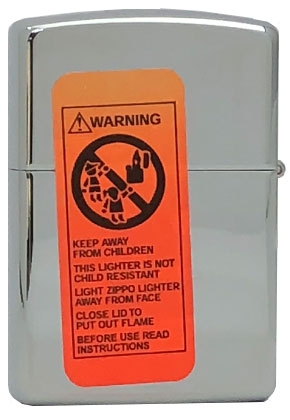 WARNING
KEEP AWAY
FROM CHILDREN
THIS LIGHTER IS NOT
CHILD RESISTANT
LIGHT ZIPPO LIGHTER
AWAY FROM FACE
CLOSE LID TO
PUT OUT FLAME
BEFORE USE READ
INSTRUCTIONS